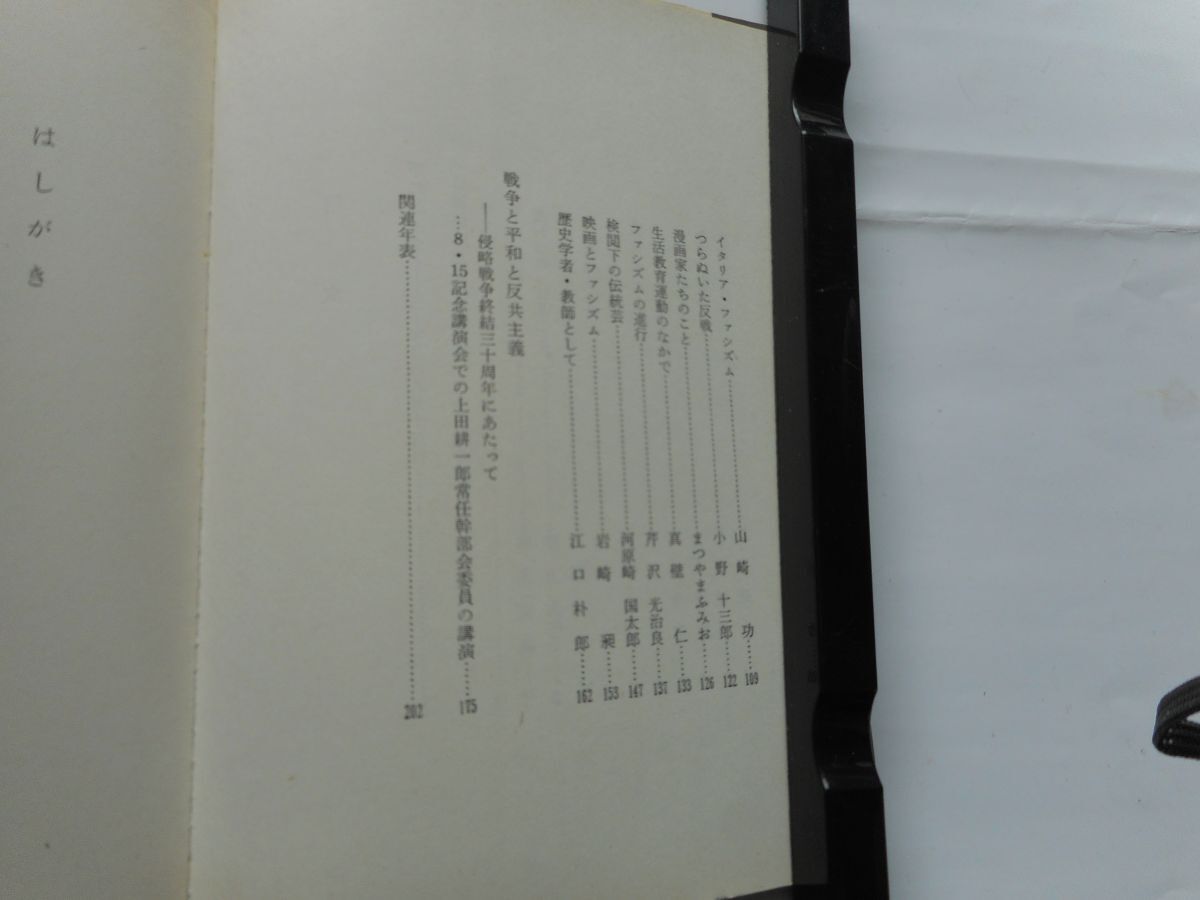 イタリア・ファシズム……山崎 功……109
つらぬいた反戦……小野 十三郎……122
漫画家たちのこと……まつやまふみお……126
生活教育運動のなかで……真壁 仁……133
ファシズムの進行……芹沢 光治良……137
検閲下の伝統芸……河原崎 国太郎……147
映画とファシズム……岩崎 昶……153
歴史学者・教師として……江口 朴郎……162
戦争と平和と反共主義
――侵略戦争終結三十周年にあたって
…8・15記念講演会での上田耕一郎常任幹部会委員の講演……175
関連年表……202
はしがき